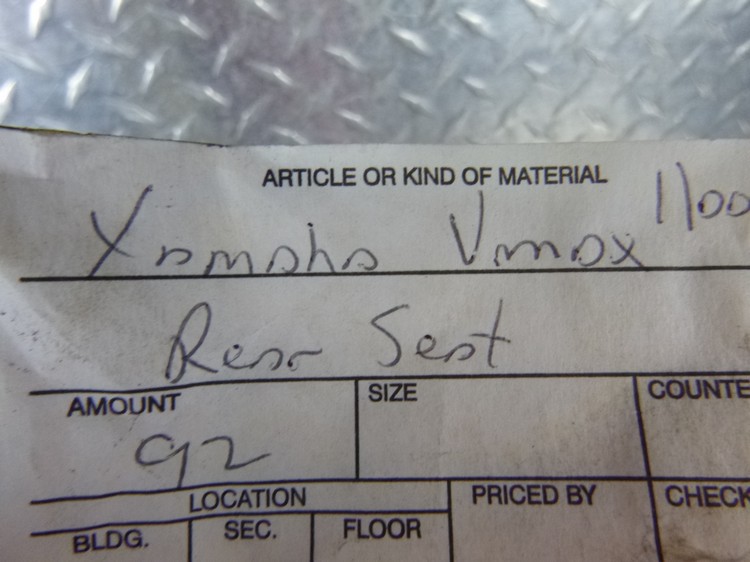 ARTICLE OR KIND OF MATERIAL
Yamaha Vmax 1100
Rear Seat
AMOUNT SIZE COUNTE
92
LOCATION PRICED BY CHECK
BLDG. SEC. FLOOR